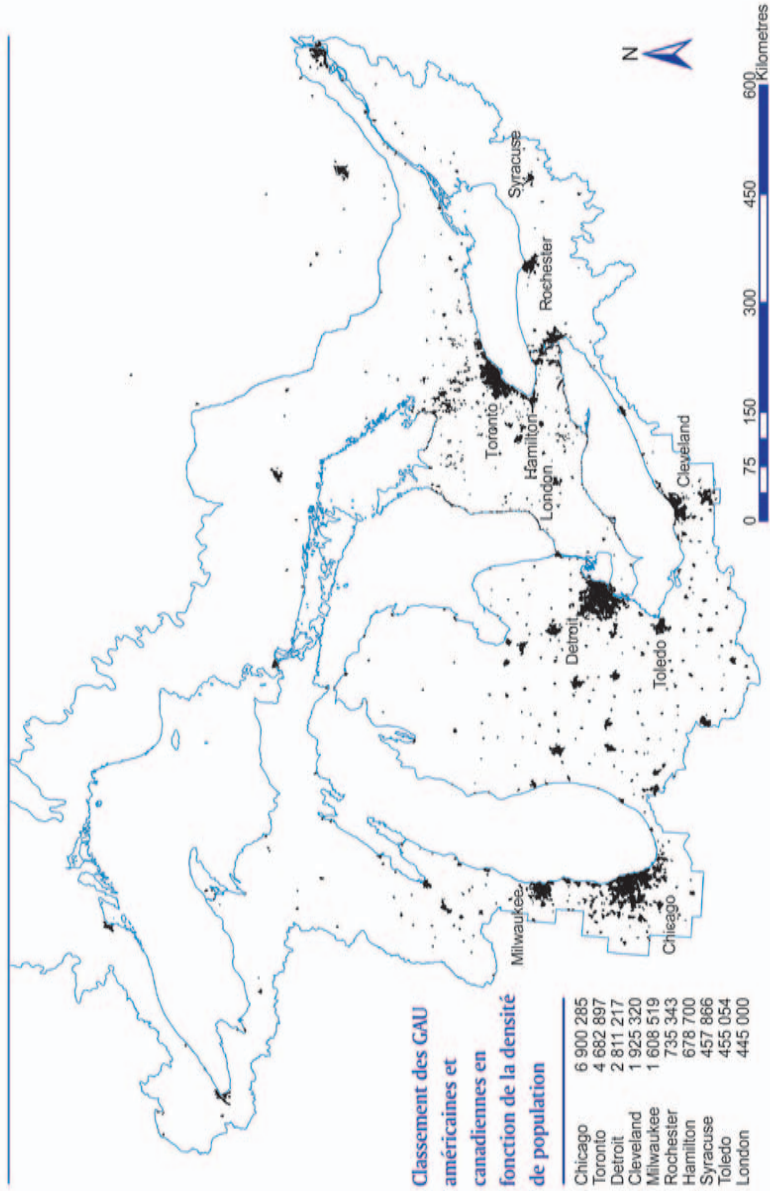 Classement des GAU
américaines et
canadiennes en
fonction de la densité
de population
Chicago 6 900 285
Toronto 4 682 897
Detroit 2 811 217
Cleveland 1 925 320
Milwaukee 1 608 519
Rochester 735 343
Hamilton 678 700
Syracuse 457 866
Toledo 455 054
London 445 000
Milwaukee
Chicago
Detroit
Toledo
Toronto
Hamilton
London
Cleveland
Rochester
Syracuse
N
0 75 150 300 450 600
Kilometres